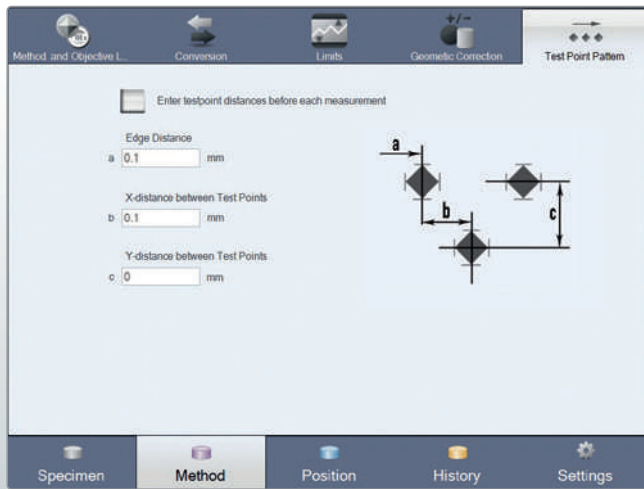 +/-
Method and Objective L...
Conversion
Limits
Geometic Correction
Test Point Pattern
Enter testpoint distances before each measurement
Edge Distance
a 0.1 mm
X-distance between Test Points
b 0.1 mm
Y-distance between Test Points
c 0 mm
a
b
c
Specimen
Method
Position
History
Settings